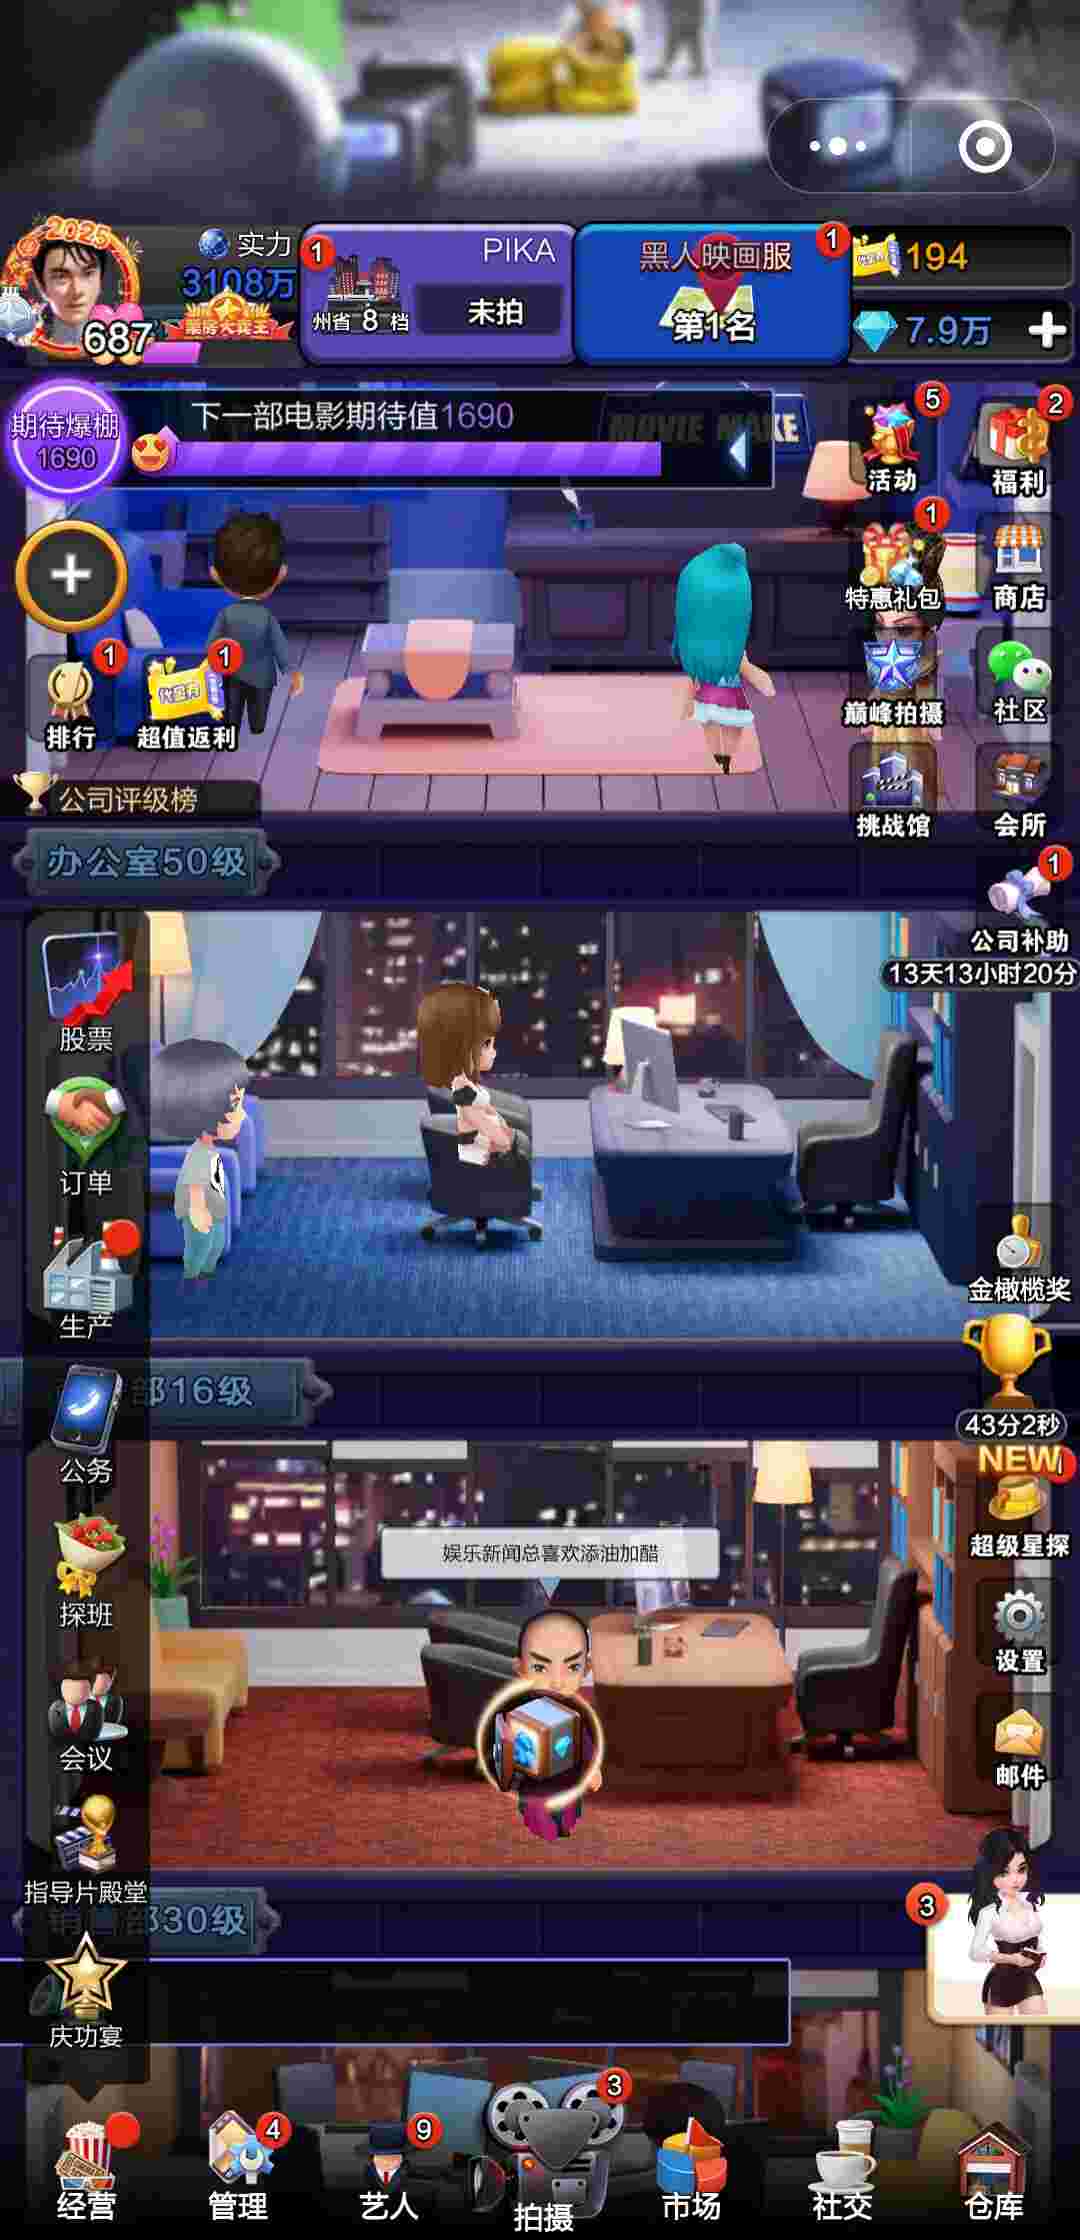 2025
实力
3108万
票房大赛王
687
1
PIKA
州省 8 档
未拍
黑人映画服
1
第1名
194
7.9万
期待爆棚
1690
下一部电影期待值1690
MOVIE MAKE
5
活动
2
福利
1
特惠礼包
商店
1
排行
1
超值返利
巅峰拍摄
社区
公司评级榜
挑战馆
会所
办公室50级
1
公司补助
13天13小时20分
股票
订单
生产
金橄榄奖
部16级
43分2秒
公务
NEW
超级星探
娱乐新闻总喜欢添油加醋
探班
设置
会议
邮件
指导片殿堂
销售部30级
3
庆功宴
经营
4
管理
9
艺人
3
拍摄
市场
社交
仓库